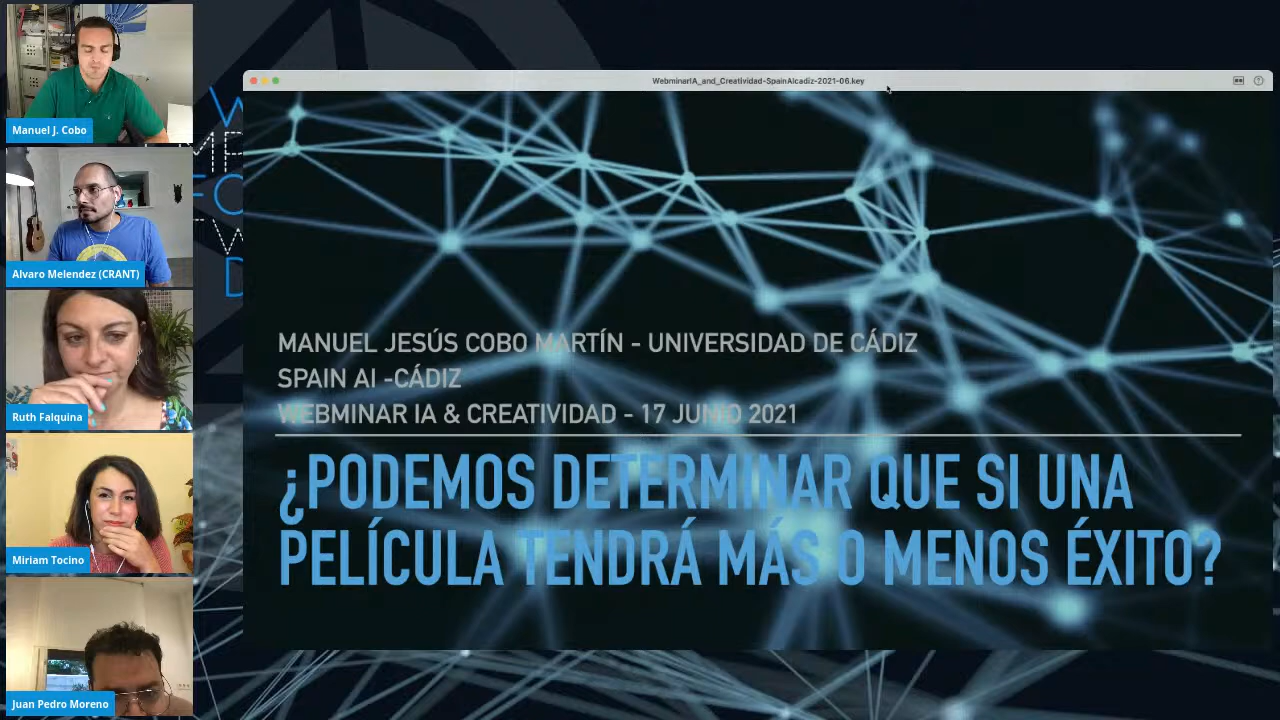 Manuel J. Cobo
Alvaro Melendez (CRANT)
Ruth Falquina
Miriam Tocino
Juan Pedro Moreno
WebminarIA_and_Creatividad-SpainAIcadiz-2021-06.key
MANUEL JESÚS COBO MARTÍN - UNIVERSIDAD DE CÁDIZ
SPAIN AI -CÁDIZ
WEBMINAR IA & CREATIVIDAD - 17 JUNIO 2021
¿PODEMOS DETERMINAR QUE SI UNA
PELÍCULA TENDRÁ MÁS O MENOS ÉXITO?